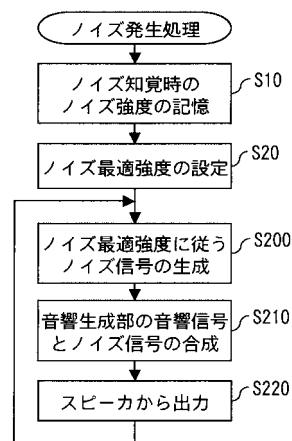 ノイズ発生処理
ノイズ知覚時の
ノイズ強度の記憶
S10
ノイズ最適強度の設定
S20
ノイズ最適強度に従う
ノイズ信号の生成
S200
音響生成部の音響信号
とノイズ信号の合成
S210
スピーカから出力
S220